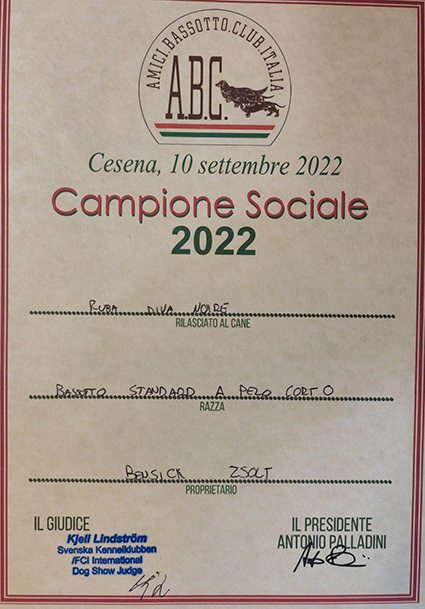 AMICI.BASSOTTO.CLUB.ITALIA
A.B.C.
Cesena, 10 settembre 2022
Campione Sociale
2022
RUBA DIVA NOIRE
RILASCIATO AL CANE
BASSOTTO STANDARD A PELO CORTO
RAZZA
BENSICK ZSOLT
PROPRIETARIO
IL GIUDICE
Kjell Lindström
Svenska Kennelklubben
/FCI International
Dog Show Judge
IL PRESIDENTE
ANTONIO PALLADINI